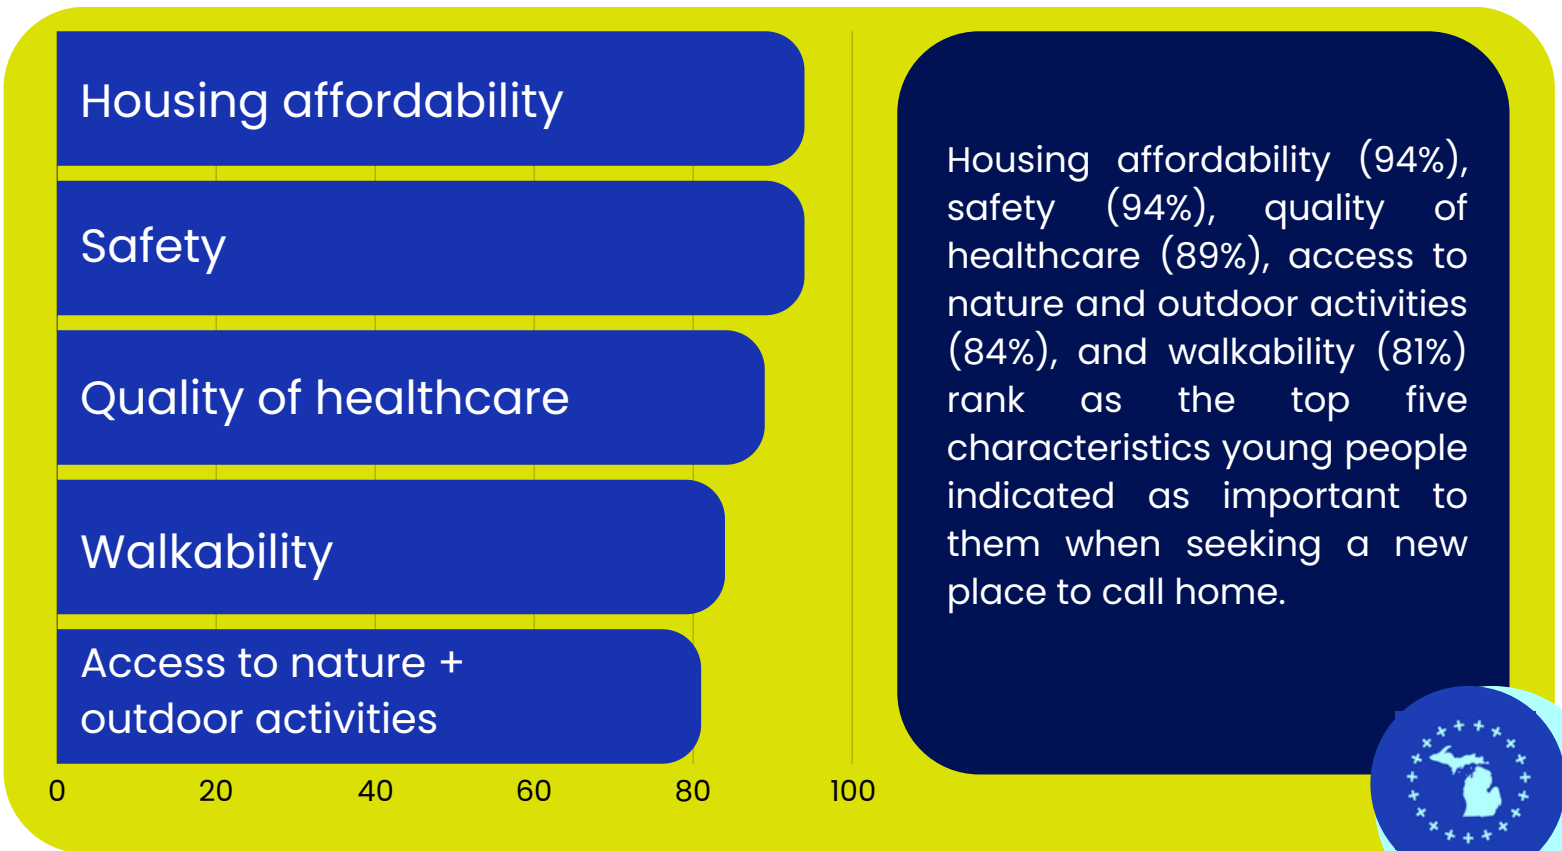 Housing affordability
Safety
Quality of healthcare
Walkability
Access to nature +
outdoor activities
0 20 40 60 80 100
Housing affordability (94%),
safety (94%), quality of
healthcare (89%), access to
nature and outdoor activities
(84%), and walkability (81%)
rank as the top five
characteristics young people
indicated as important to
them when seeking a new
place to call home.